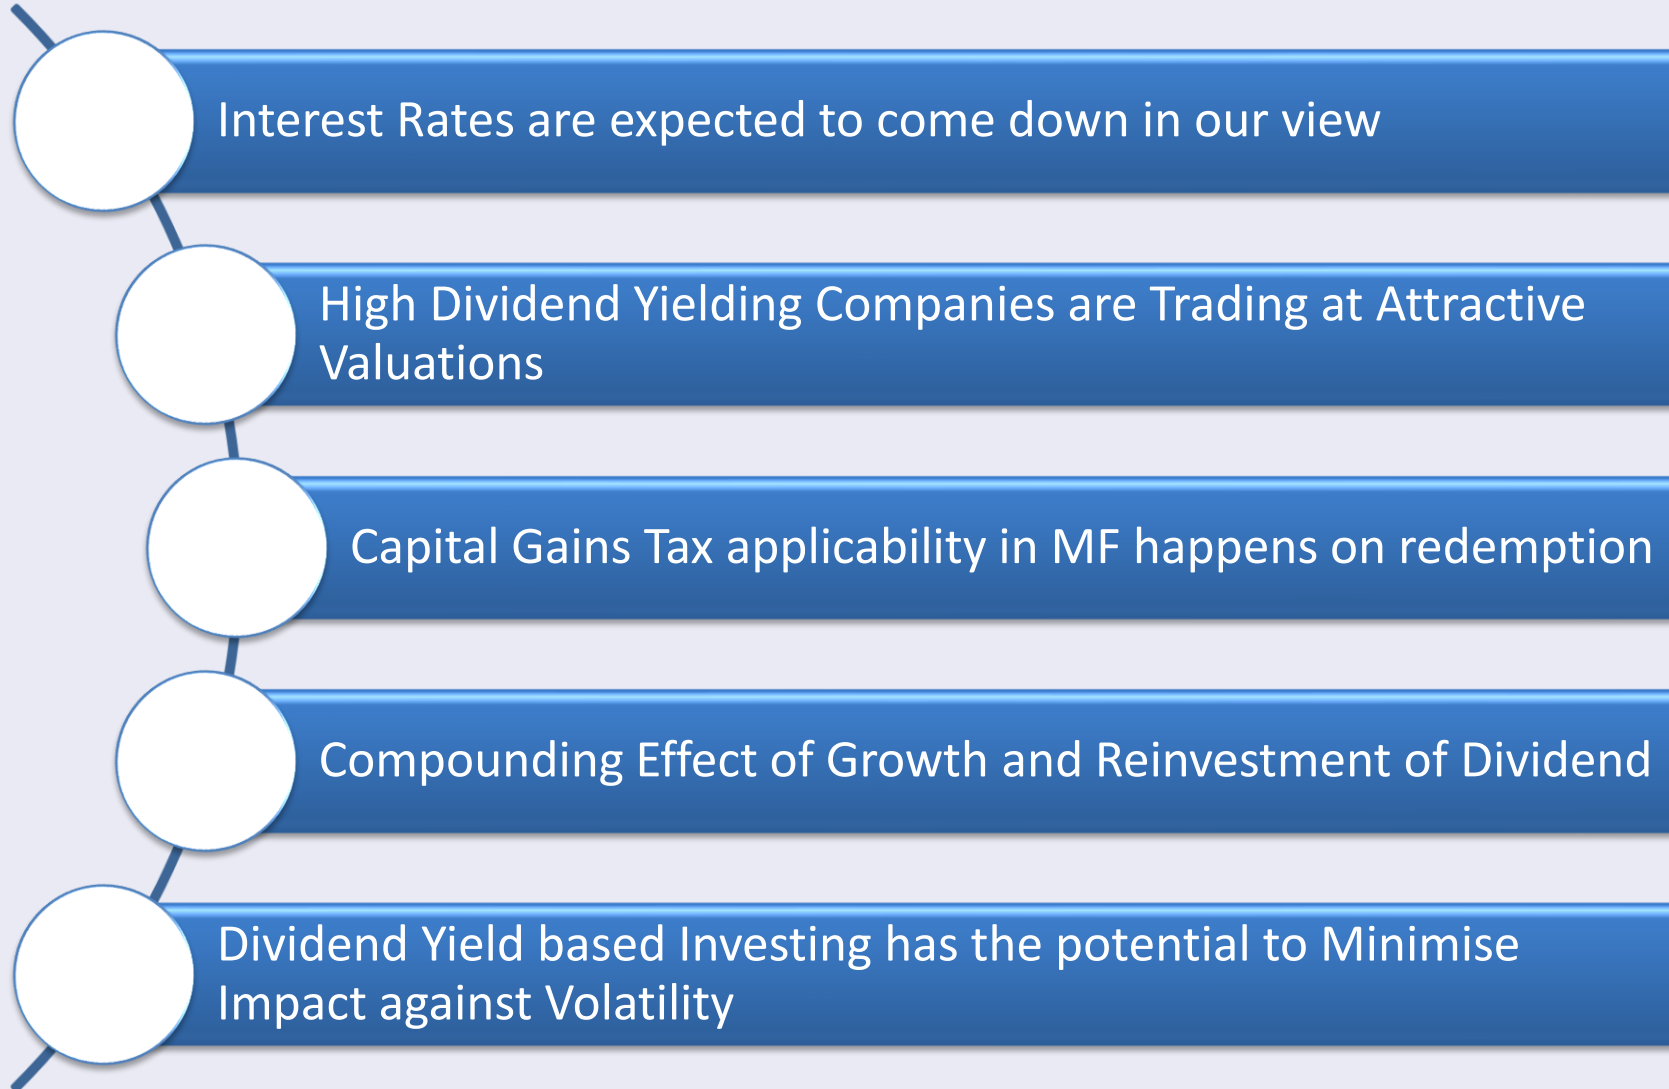 Interest Rates are expected to come down in our view
High Dividend Yielding Companies are Trading at Attractive
Valuations
Capital Gains Tax applicability in MF happens on redemption
Compounding Effect of Growth and Reinvestment of Dividend
Dividend Yield based Investing has the potential to Minimise
Impact against Volatility